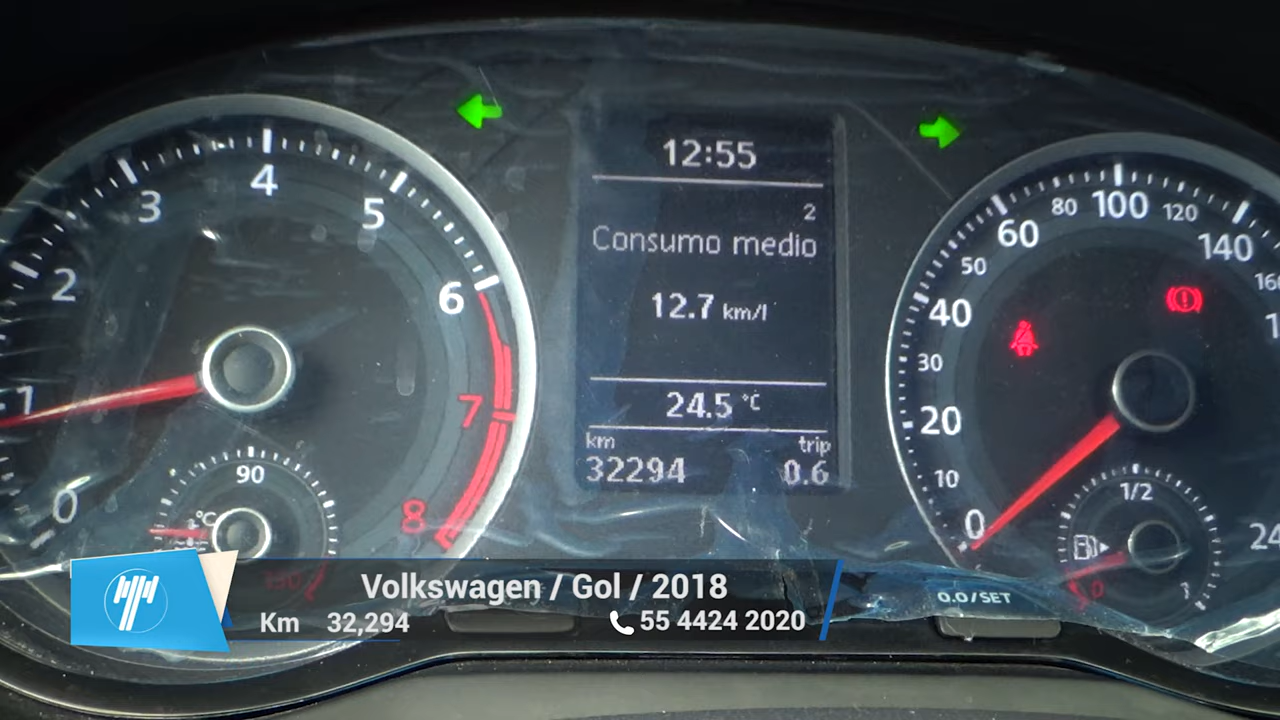 12:55
2
Consumo medio
12.7 km/l
24.5 °C
km trip
32294 0.6
0
1
2
3
4
5
6
7
8
90
°C
0
10
20
30
40
50
60
80
100
120
140
1/2
0.0/SET
Volkswagen / Gol / 2018
Km 32,294
55 4424 2020